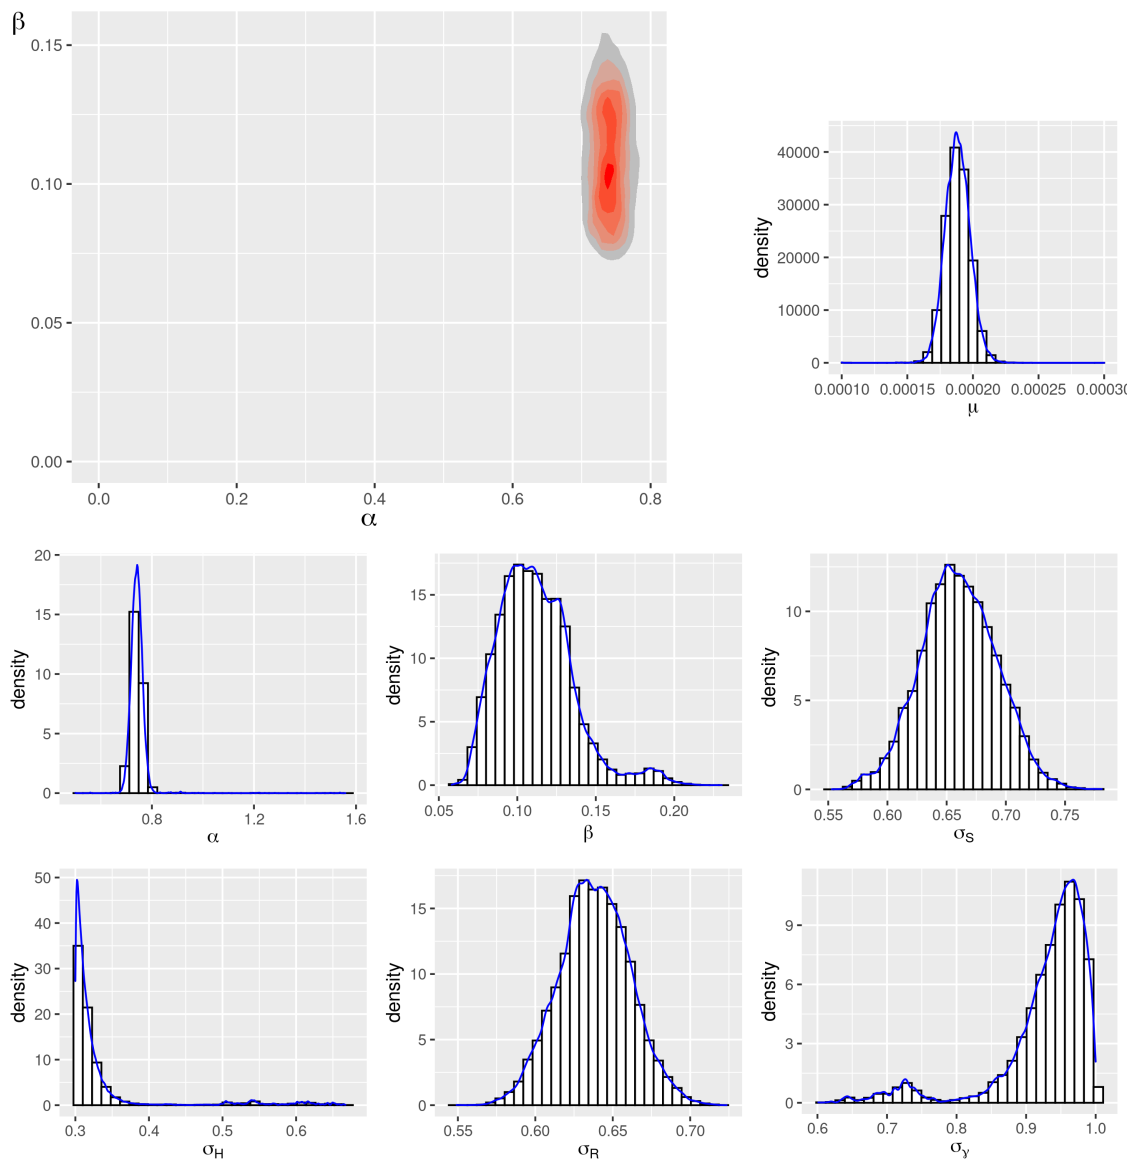 β
0.15
0.10
0.05
0.00
0.0 0.2 0.4 0.6 0.8
α
density
40000
30000
20000
10000
0
0.00010 0.00015 0.00020 0.00025 0.00030
μ
density
20
15
10
5
0
0.8 1.2 1.6
α
density
15
10
5
0
0.05 0.10 0.15 0.20
β
density
10
5
0
0.55 0.60 0.65 0.70 0.75
σS
density
50
40
30
20
10
0
0.3 0.4 0.5 0.6
σH
density
15
10
5
0
0.55 0.60 0.65 0.70
σR
density
9
6
3
0
0.6 0.7 0.8 0.9 1.0
σγ